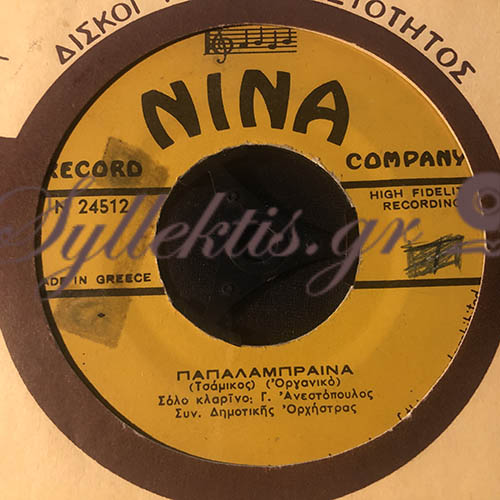 ΔΙΣΚΟΙ
ΟΤΗΤΟΣ
NINA
RECORD COMPANY
N 24512
HIGH FIDELIT
RECORDING
Syllektis.gr
ADE IN GREECE
ΠΑΠΑΛΑΜΠΡΑΙΝΑ
(Τσάμικος) (Ὀργανικό)
Σόλο κλαρῖνο: Γ. Ἀνεστόπουλος
Συν. Δημοτικῆς Ὀρχήστρας